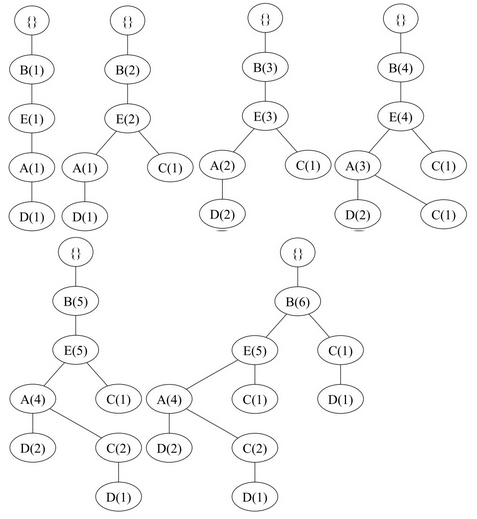 {} {} {} {}
B(1) B(2) B(3) B(4)
E(1) E(2) E(3) E(4)
A(1) A(1) C(1) A(2) C(1) A(3) C(1)
D(1) D(1) D(2) D(2) C(1)
{} {}
B(5) B(6)
E(5) E(5) C(1)
A(4) C(1) A(4) C(1) D(1)
D(2) C(2) D(2) C(2)
D(1) D(1)